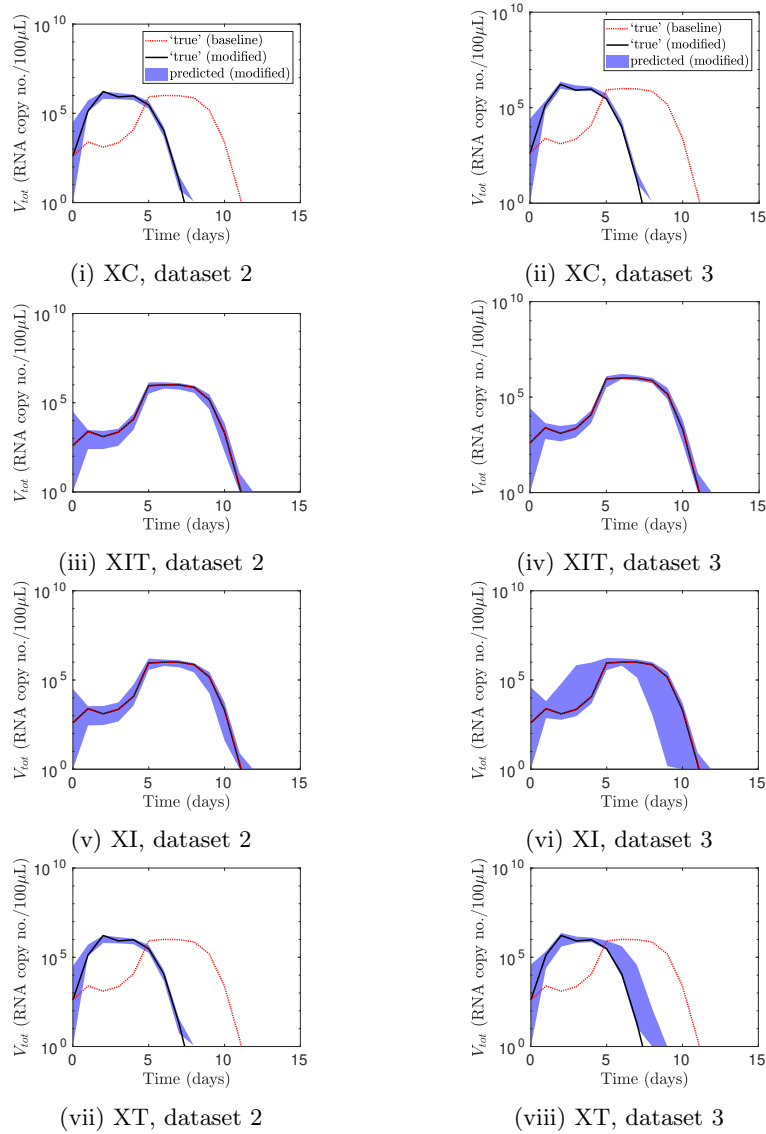 10^10
10^5
10^0
V_tot (RNA copy no./100μL)
'true' (baseline)
'true' (modified)
predicted (modified)
0 5 10 15
Time (days)
(i) XC, dataset 2
10^10
10^5
10^0
V_tot (RNA copy no./100μL)
'true' (baseline)
'true' (modified)
predicted (modified)
0 5 10 15
Time (days)
(ii) XC, dataset 3
10^10
10^5
10^0
V_tot (RNA copy no./100μL)
0 5 10 15
Time (days)
(iii) XIT, dataset 2
10^10
10^5
10^0
V_tot (RNA copy no./100μL)
0 5 10 15
Time (days)
(iv) XIT, dataset 3
10^10
10^5
10^0
V_tot (RNA copy no./100μL)
0 5 10 15
Time (days)
(v) XI, dataset 2
10^10
10^5
10^0
V_tot (RNA copy no./100μL)
0 5 10 15
Time (days)
(vi) XI, dataset 3
10^10
10^5
10^0
V_tot (RNA copy no./100μL)
0 5 10 15
Time (days)
(vii) XT, dataset 2
10^10
10^5
10^0
V_tot (RNA copy no./100μL)
0 5 10 15
Time (days)
(viii) XT, dataset 3